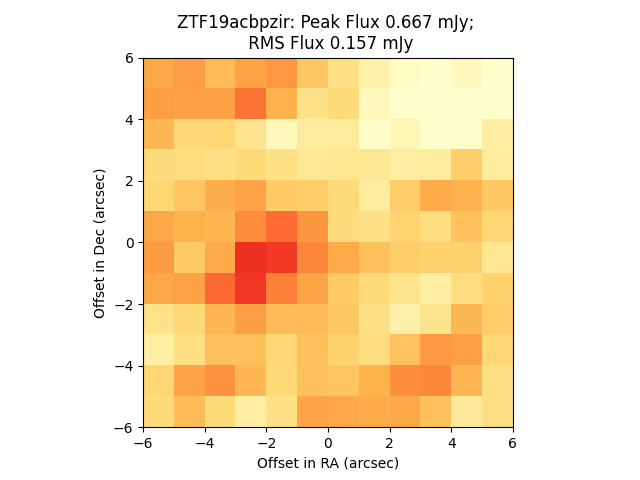 ZTF19acbpzir: Peak Flux 0.667 mJy;
RMS Flux 0.157 mJy
6
4
2
0
−2
−4
−6
Offset in Dec (arcsec)
−6 −4 −2 0 2 4 6
Offset in RA (arcsec)